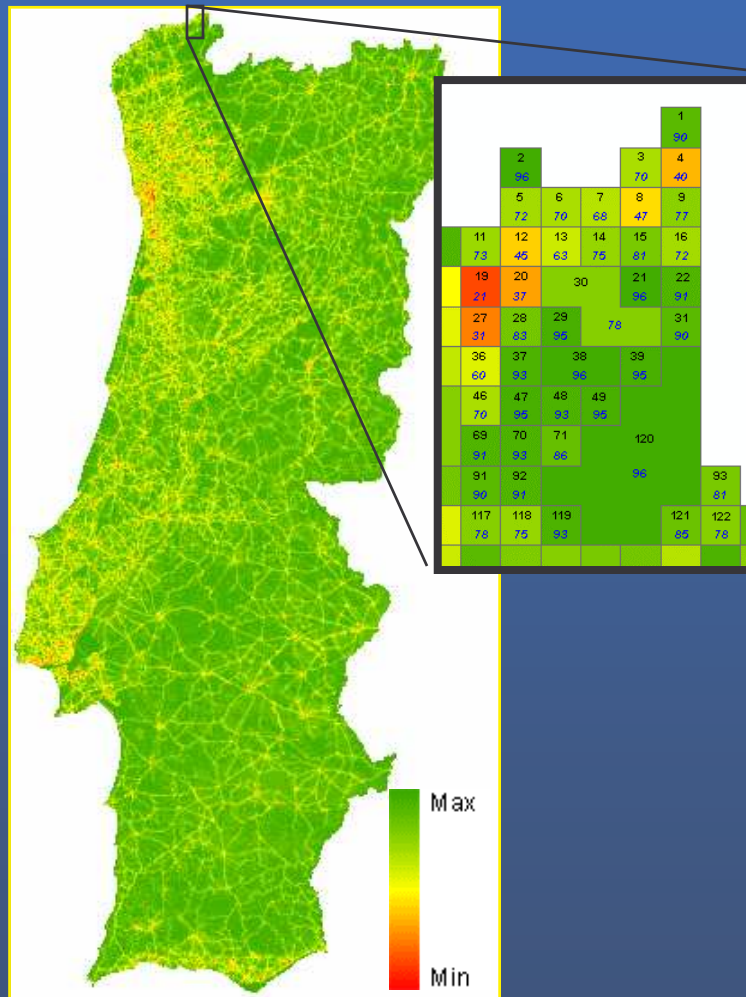 1
90
2 3 4
96 70 40
5 6 7 8 9
72 70 68 47 77
11 12 13 14 15 16
73 45 63 75 81 72
19 20 30 21 22
21 37 96 91
27 28 29 31
31 83 95 78 90
36 37 38 39
60 93 96 95
46 47 48 49
70 95 93 95
69 70 71 120
91 93 86
91 92 96 93
90 91 81
117 118 119 121 122
78 75 93 85 78
Max
Min